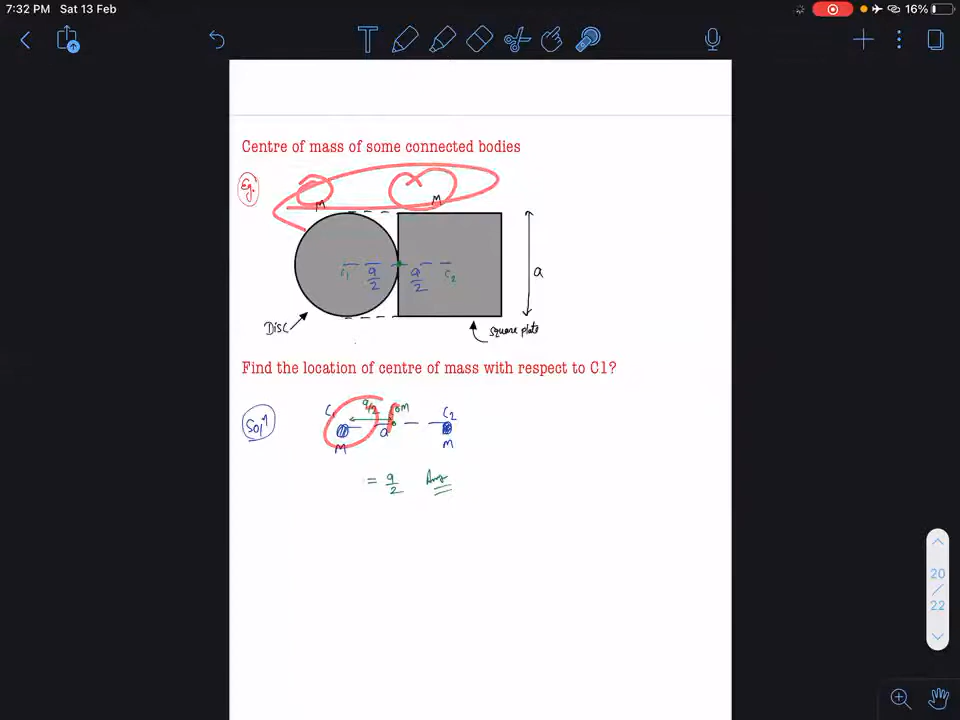 7:32 PM Sat 13 Feb
16%
T
Centre of mass of some connected bodies
Eg:
M M
C1 a/2 a/2 C2
a
Disc
square plate
Find the location of centre of mass with respect to C1?
Sol^n
C1 a/2 COM C2
a
M M
= a/2 Ans
20
/
22